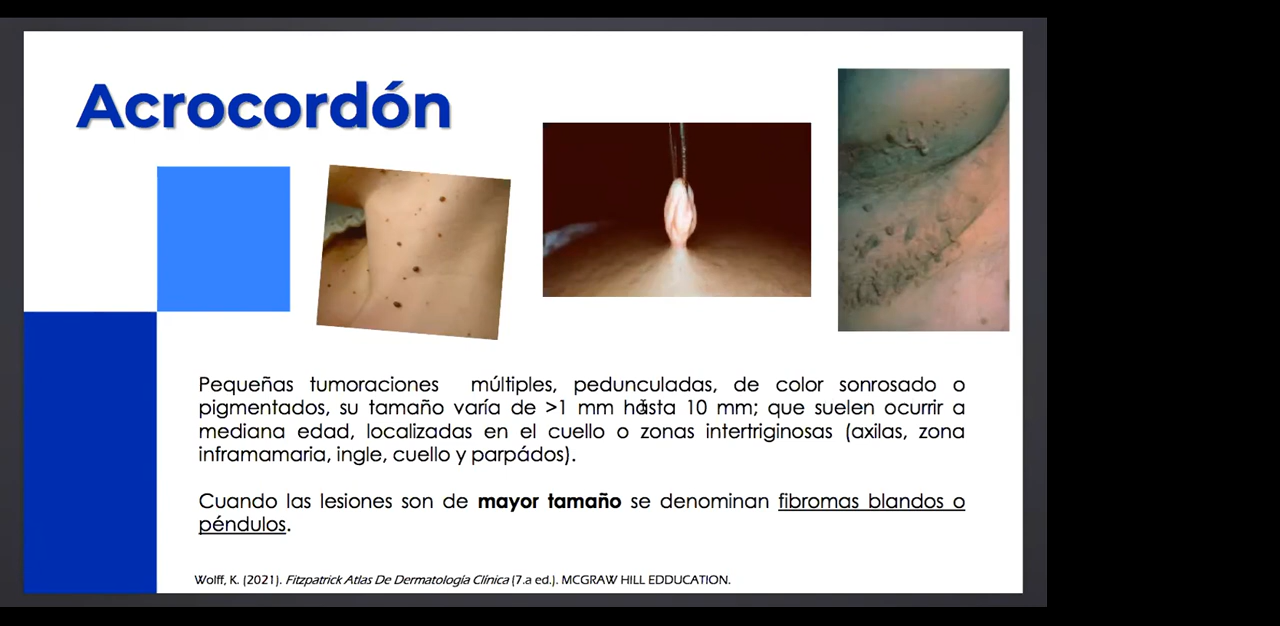 Acrocordón
Pequeñas tumoraciones múltiples, pedunculadas, de color sonrosado o
pigmentados, su tamaño varía de >1 mm hasta 10 mm; que suelen ocurrir a
mediana edad, localizadas en el cuello o zonas intertriginosas (axilas, zona
inframamaria, ingle, cuello y parpádos).
Cuando las lesiones son de mayor tamaño se denominan fibromas blandos o
péndulos.
Wolff, K. (2021). Fitzpatrick Atlas De Dermatología Clínica (7.a ed.). MCGRAW HILL EDDUCATION.